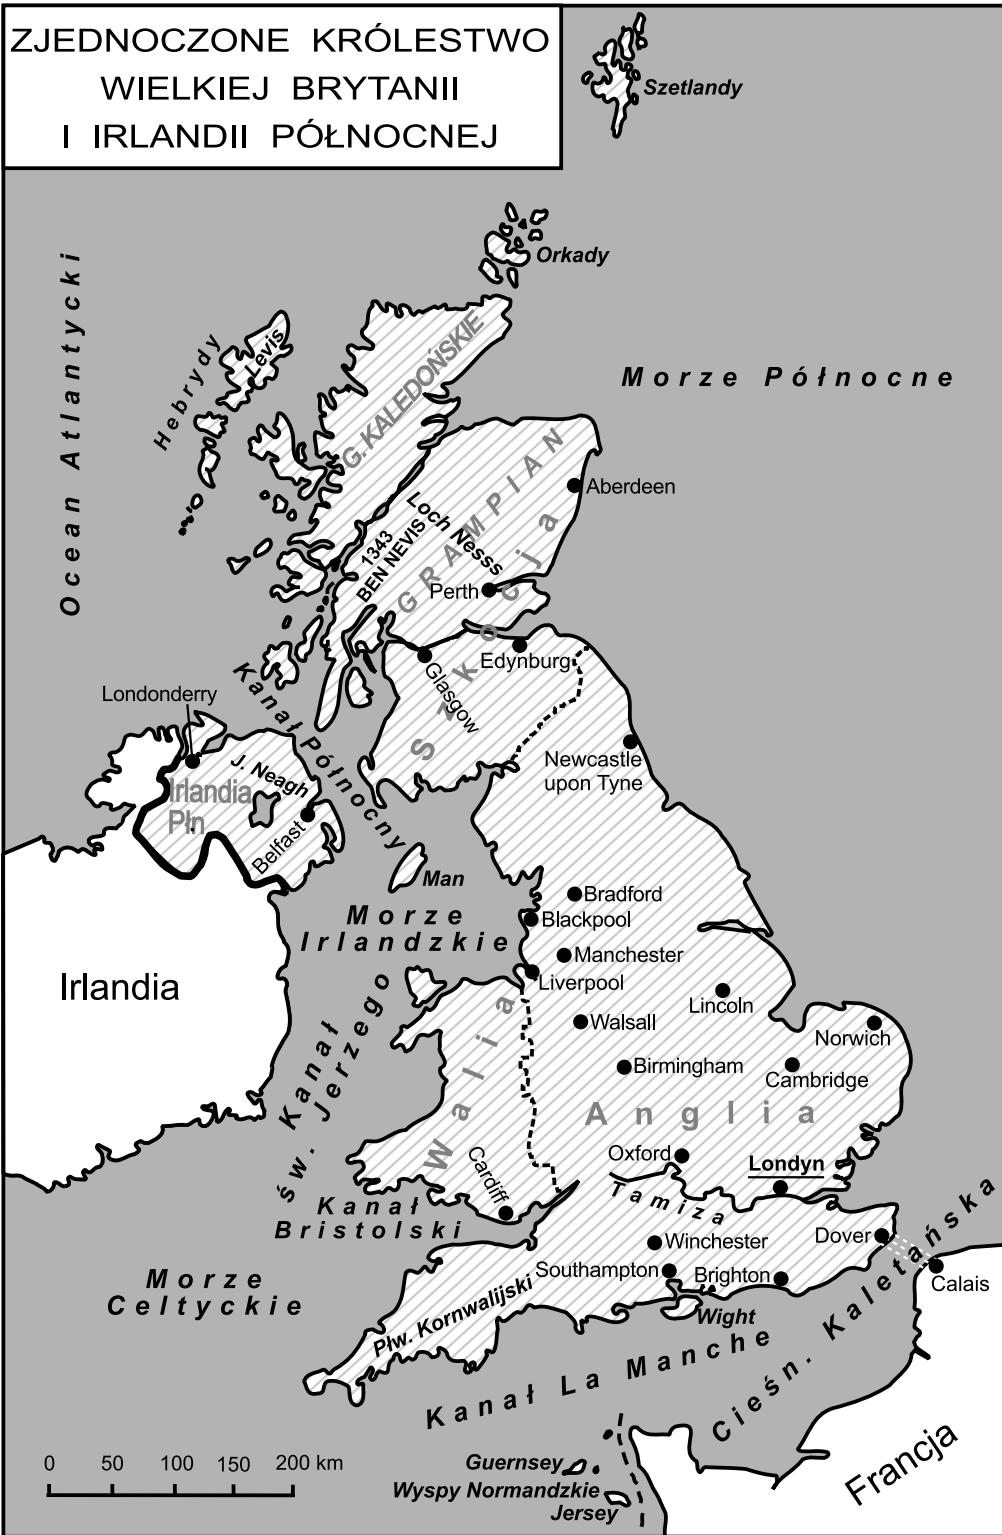 ZJEDNOCZONE KRÓLESTWO
WIELKIEJ BRYTANII
I IRLANDII PÓŁNOCNEJ
Szetlandy
Orkady
Ocean Atlantycki
Hebrydy
Levis
G. KALEDOŃSKIE
Morze Północne
GRAMPIAN
Aberdeen
Loch Nesss
1343
BEN NEVIS
Perth
Szkocja
Edynburg
Glasgow
Kanał Północny
Londonderry
J. Neagh
Irlandia
Płn
Belfast
Newcastle
upon Tyne
Man
Bradford
Blackpool
Morze
Irlandzkie
Manchester
Liverpool
Irlandia
Lincoln
Walsall
Norwich
Kanał
św. Jerzego
Walia
Birmingham
Cambridge
Anglia
Oxford
Londyn
Cardiff
Tamiza
Kanał
Bristolski
Winchester
Dover
Southampton
Brighton
Calais
Morze
Celtyckie
Płw. Kornwalijski
Wight
Kanał La Manche
Cieśn. Kaletańska
Francja
0 50 100 150 200 km
Guernsey
Wyspy Normandzkie
Jersey